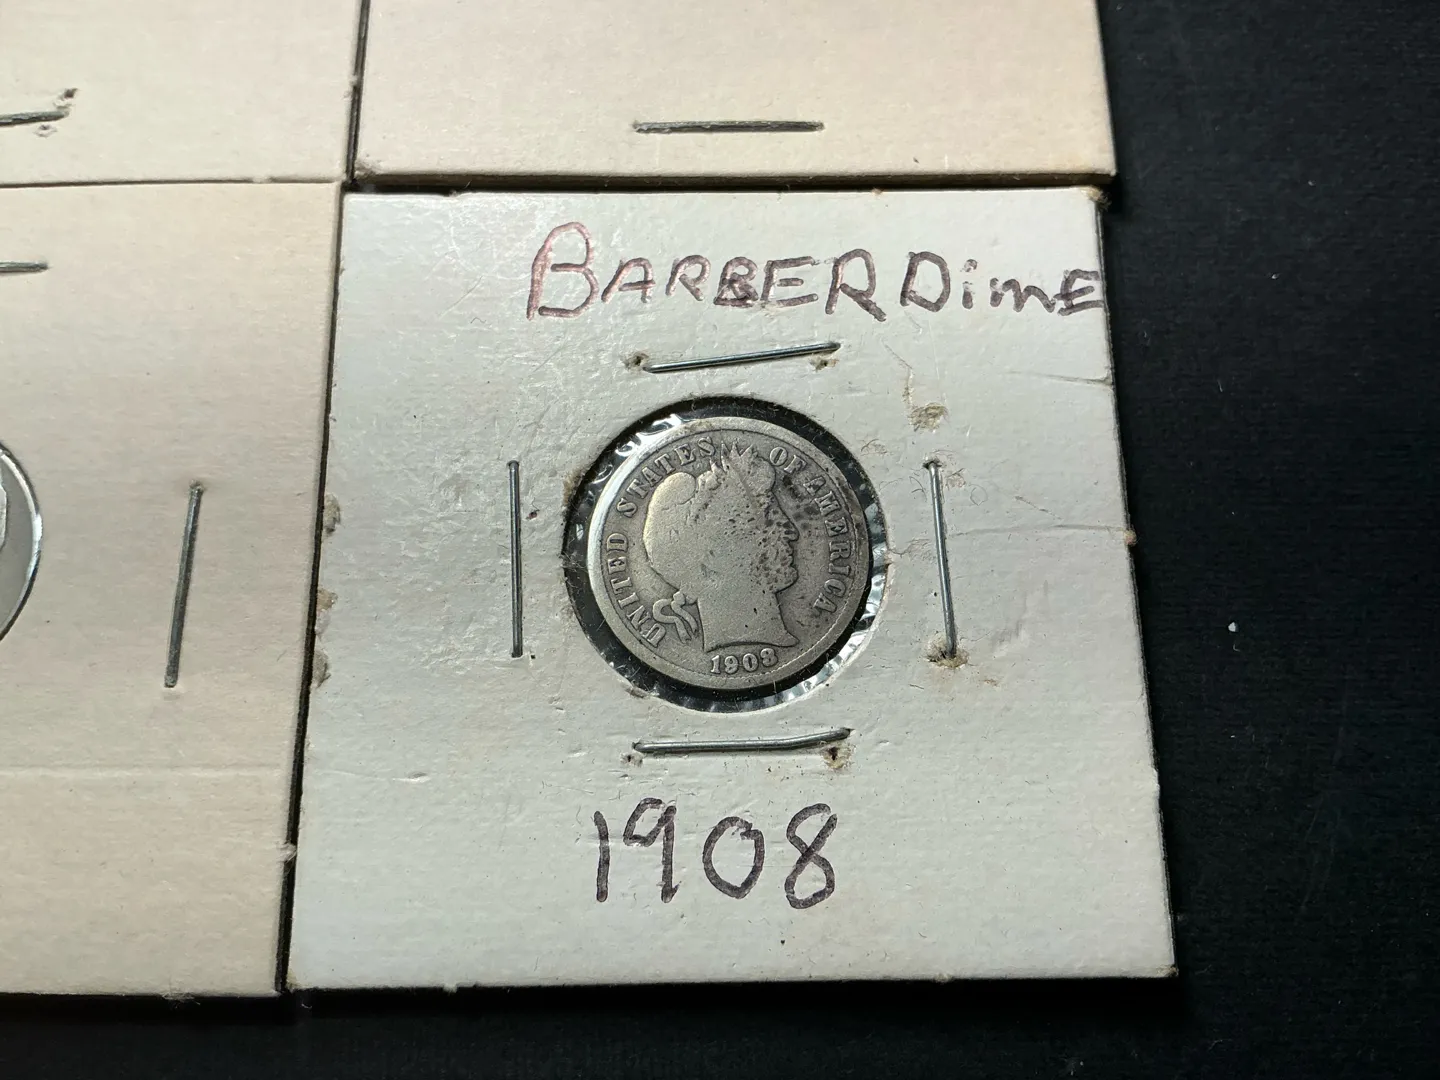 BARBER DimE
UNITED STATES OF AMERICA
1908
1908